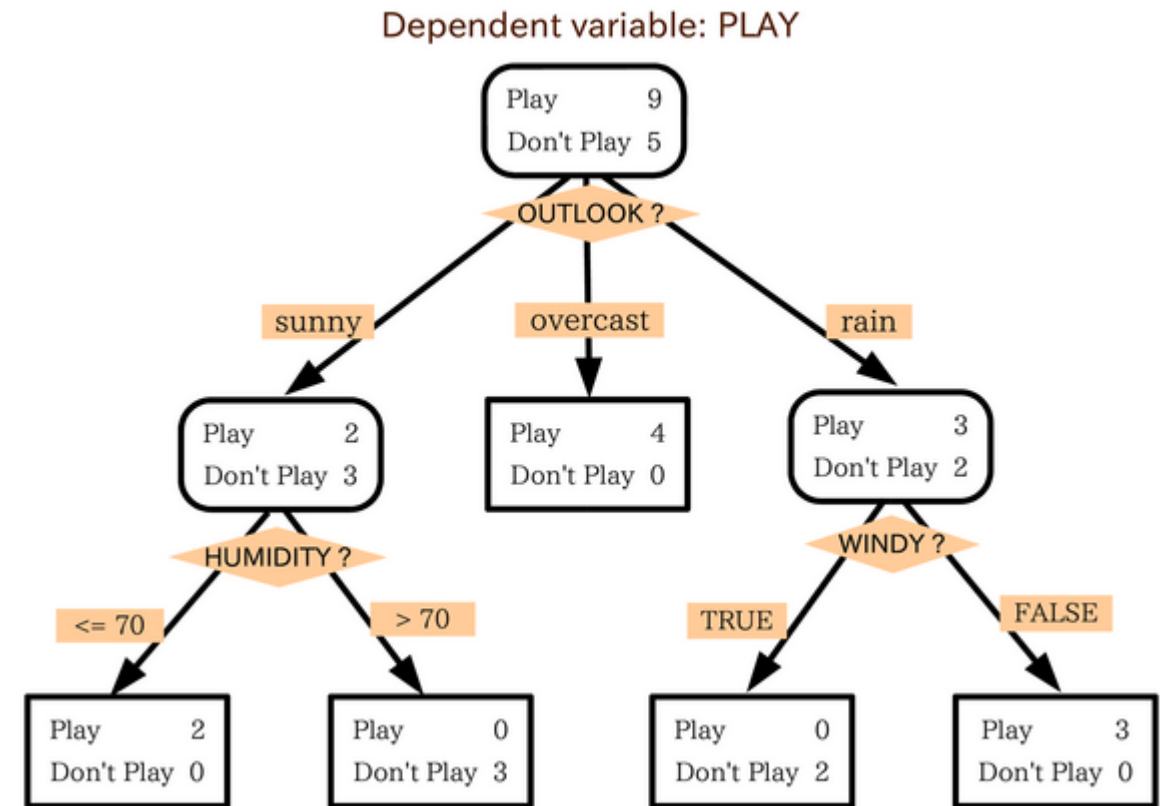 Dependent variable: PLAY
Play 9
Don't Play 5
OUTLOOK ?
sunny
overcast
rain
Play 2
Don't Play 3
Play 4
Don't Play 0
Play 3
Don't Play 2
HUMIDITY ?
WINDY ?
<= 70
> 70
TRUE
FALSE
Play 2
Don't Play 0
Play 0
Don't Play 3
Play 0
Don't Play 2
Play 3
Don't Play 0